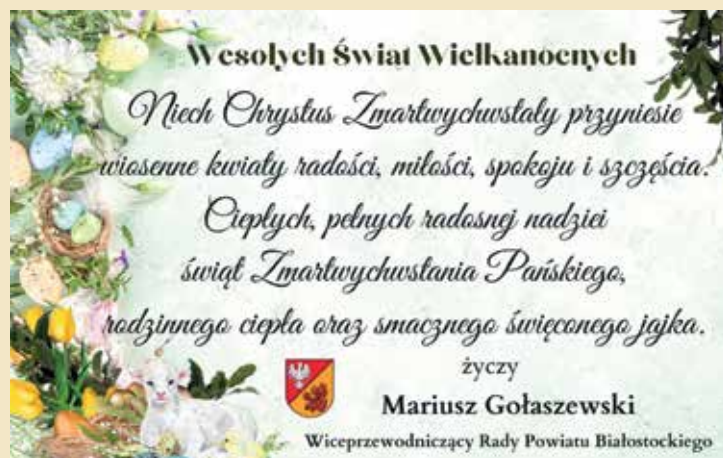 Wesołych Świąt Wielkanocnych
Niech Chrystus Zmartwychwstały przyniesie
wiosenne kwiaty radości, miłości, spokoju i szczęścia.
Ciepłych, pełnych radosnej nadziei
świąt Zmartwychwstania Pańskiego,
rodzinnego ciepła oraz smacznego święconego jajka.
życzy
Mariusz Gołaszewski
Wiceprzewodniczący Rady Powiatu Białostockiego